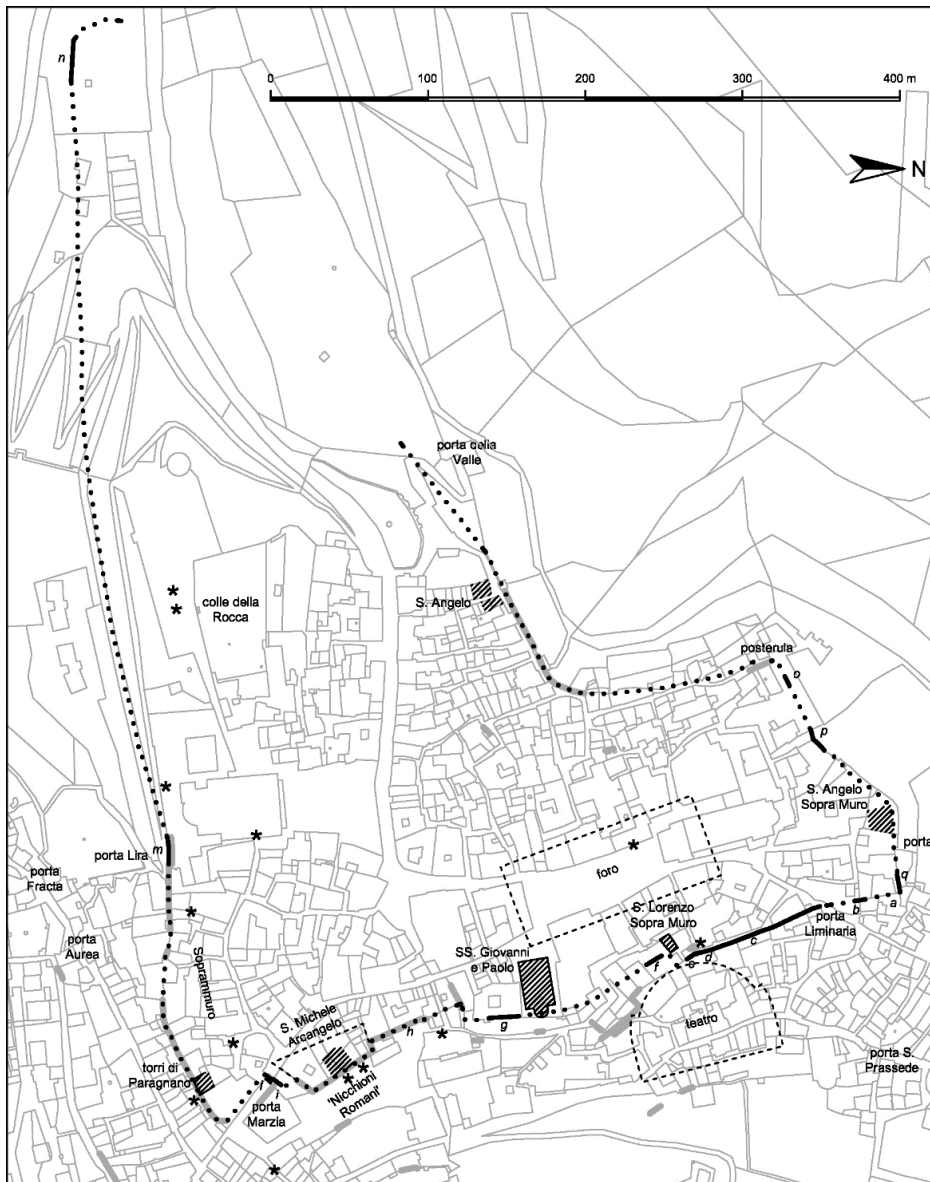 n
0
100
200
300
400 m
N
porta della
Valle
S. Angelo
colle della
Rocca
posterula
o
p
S. Angelo
Sopra Muro
porta Lira
m
porta
porta
Fracta
foro
q
a
b
porta
Aurea
S. Lorenzo
Sopra Muro
porta
Liminaria
c
d
e
f
SS. Giovanni
e Paolo
Soprammuro
S. Michele
Arcangelo
g
h
teatro
torri di
Paragnano
l
i
porta
Marzia
'Nicchioni
Romani'
porta S.
Prassede